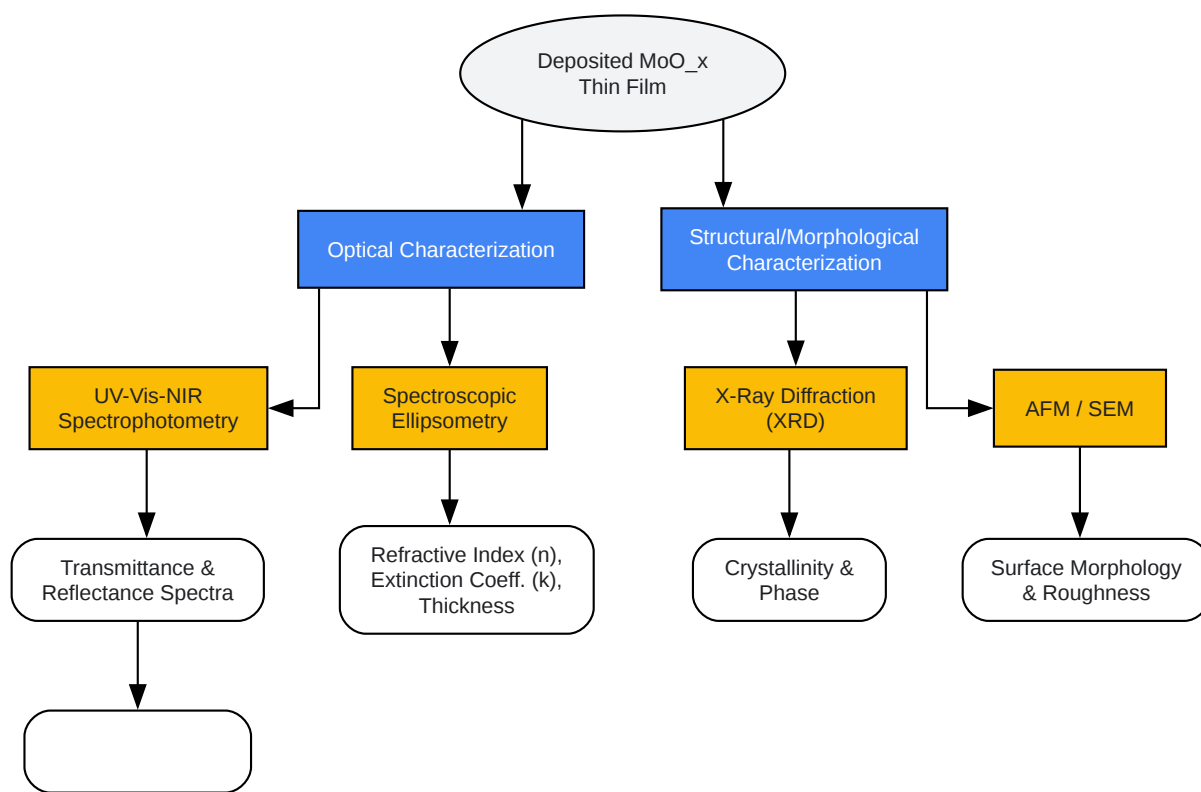 Deposited MoO_x
Thin Film
Optical Characterization
Structural/Morphological
Characterization
UV-Vis-NIR
Spectrophotometry
Spectroscopic
Ellipsometry
X-Ray Diffraction
(XRD)
AFM / SEM
Transmittance &
Reflectance Spectra
Refractive Index (n),
Extinction Coeff. (k),
Thickness
Crystallinity &
Phase
Surface Morphology
& Roughness